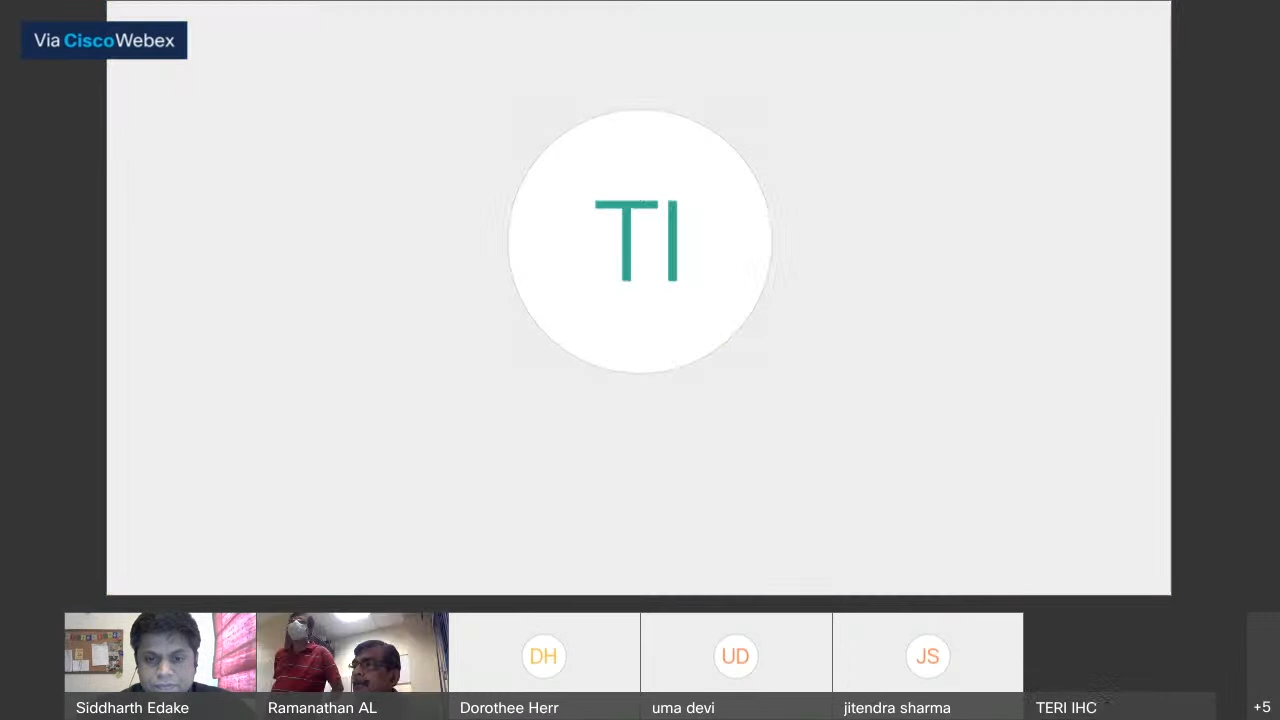 Via CiscoWebex
TI
DH
UD
JS
Siddharth Edake
Ramanathan AL
Dorothee Herr
uma devi
jitendra sharma
TERI IHC
+5